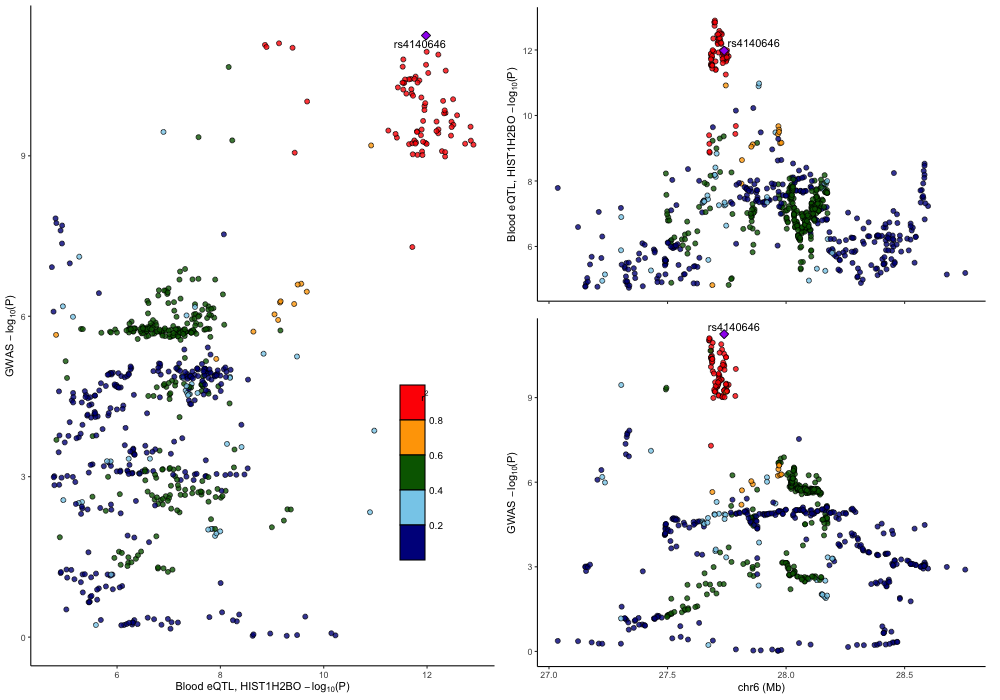 rs4140646
9
6
3
0
GWAS −log10(P)
6
8
10
12
Blood eQTL, HIST1H2BO −log10(P)
r2
0.8
0.6
0.4
0.2
rs4140646
12
10
8
6
Blood eQTL, HIST1H2BO −log10(P)
rs4140646
9
6
3
0
GWAS −log10(P)
27.0
27.5
28.0
28.5
chr6 (Mb)